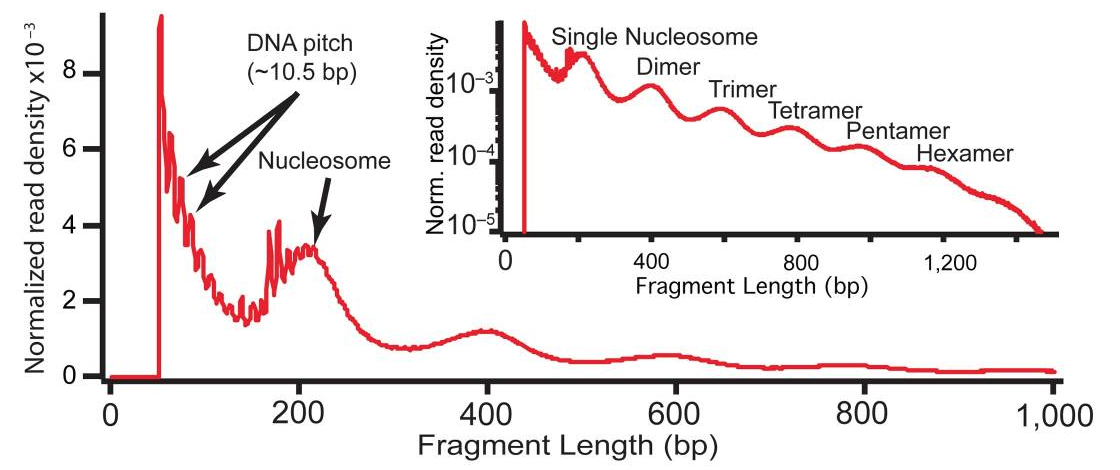 Normalized read density x10⁻³
8
6
4
2
0
DNA pitch
(~10.5 bp)
Nucleosome
0
200
400
600
800
1,000
Fragment Length (bp)
Norm. read density
10⁻³
10⁻⁴
10⁻⁵
Single Nucleosome
Dimer
Trimer
Tetramer
Pentamer
Hexamer
0
400
800
1,200
Fragment Length (bp)